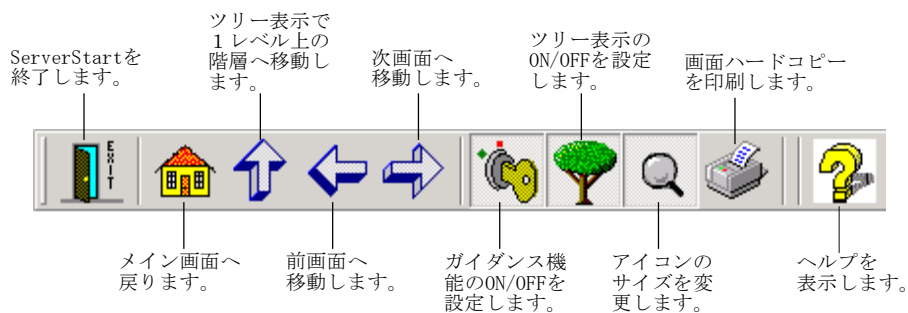 ServerStartを
終了します。
ツリー表示で
１レベル上の
階層へ移動し
ます。
次画面へ
移動します。
ツリー表示の
ON/OFFを設定
します。
画面ハードコピー
を印刷します。
EXIT
メイン画面へ
戻ります。
前画面へ
移動します。
ガイダンス機
能のON/OFFを
設定します。
アイコンの
サイズを変
更します。
ヘルプを
表示します。